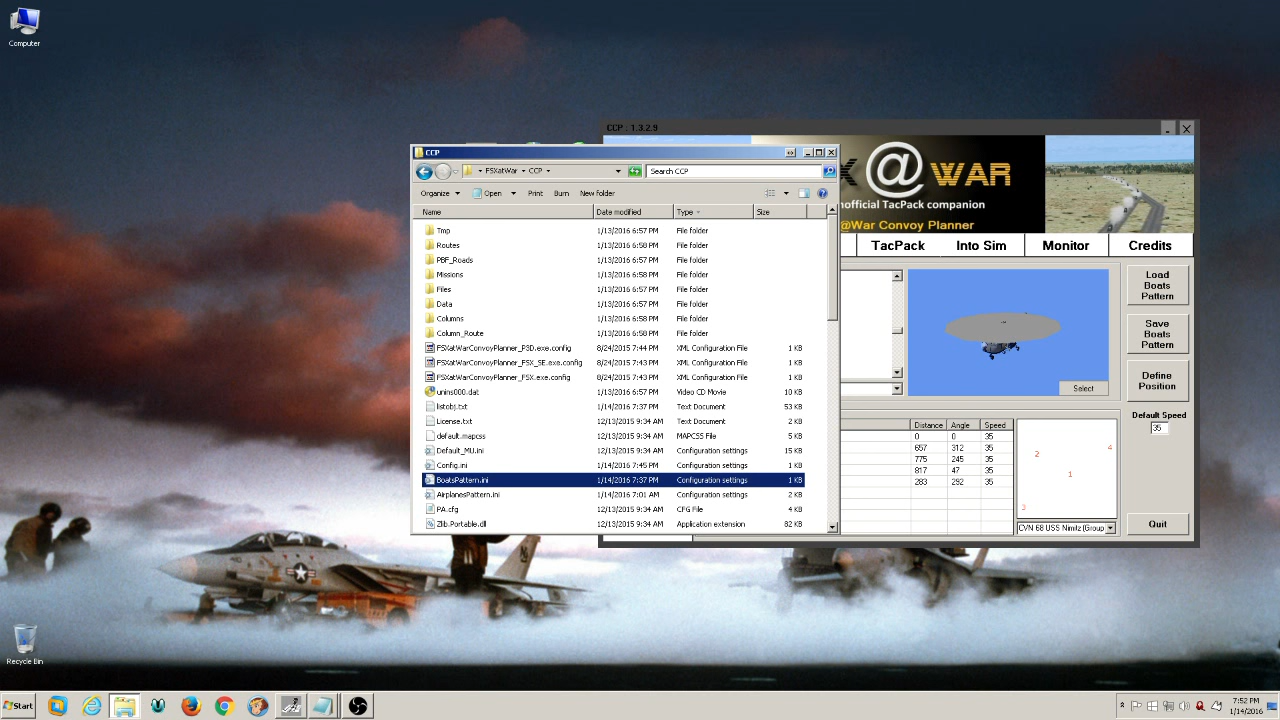 Computer
CCP : 1.3.2.9
CCP
FSXatWar CCP
Search CCP
Organize Open Print Burn New folder
Name Date modified Type Size
Tmp 1/13/2016 6:57 PM File folder
Routes 1/13/2016 6:58 PM File folder
PBF_Roads 1/13/2016 6:57 PM File folder
Missions 1/13/2016 6:58 PM File folder
Files 1/13/2016 6:57 PM File folder
Data 1/13/2016 6:57 PM File folder
Columns 1/13/2016 6:58 PM File folder
Column_Route 1/13/2016 6:58 PM File folder
FSXatWarConvoyPlanner_P3D.exe.config 8/24/2015 7:44 PM XML Configuration File 1 KB
FSXatWarConvoyPlanner_FSX_SE.exe.config 8/24/2015 7:43 PM XML Configuration File 1 KB
FSXatWarConvoyPlanner_FSX.exe.config 8/24/2015 7:43 PM XML Configuration File 1 KB
unins000.dat 1/13/2016 6:57 PM Video CD Movie 10 KB
listobj.txt 1/14/2016 7:37 PM Text Document 53 KB
License.txt 12/13/2015 9:34 AM Text Document 2 KB
default.mapcss 12/13/2015 9:34 AM MAPCSS File 5 KB
Default_MU.ini 12/13/2015 9:34 AM Configuration settings 15 KB
Config.ini 1/14/2016 7:45 PM Configuration settings 1 KB
BoatsPattern.ini 1/14/2016 7:37 PM Configuration settings 1 KB
AirplanesPattern.ini 1/14/2016 7:01 AM Configuration settings 2 KB
PA.cfg 12/13/2015 9:34 AM CFG File 4 KB
Zlib.Portable.dll 12/13/2015 9:34 AM Application extension 82 KB
@ WAR
nofficial TacPack companion
@War Convoy Planner
TacPack Into Sim Monitor Credits
Load
Boats
Pattern
Save
Boats
Pattern
Define
Position
Default Speed
35
Select
Distance Angle Speed
0 0 35
657 312 35
775 245 35
817 47 35
283 292 35
4
2
1
3
CVN 68 USS Nimitz (Group
Quit
Recycle Bin
Start
7:52 PM
1/14/2016